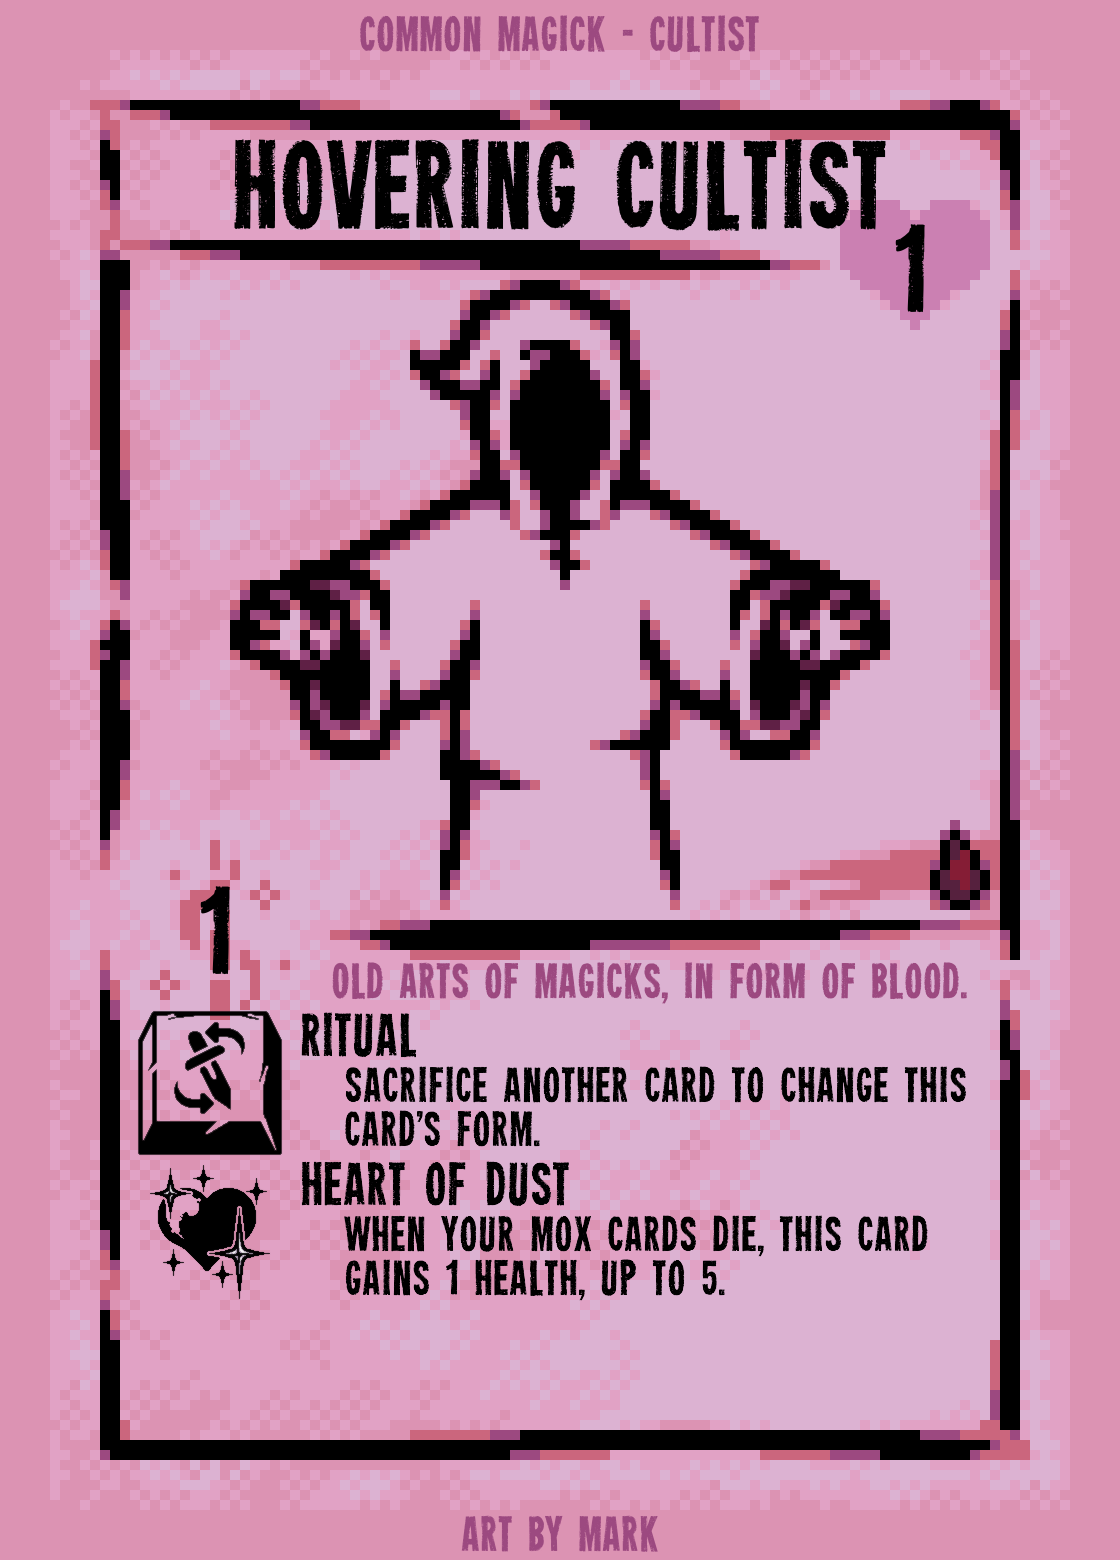 COMMON MAGICK - CULTIST
HOVERING CULTIST
1
1
OLD ARTS OF MAGICKS, IN FORM OF BLOOD.
RITUAL
SACRIFICE ANOTHER CARD TO CHANGE THIS
CARD'S FORM.
HEART OF DUST
WHEN YOUR MOX CARDS DIE, THIS CARD
GAINS 1 HEALTH, UP TO 5.
ART BY MARK